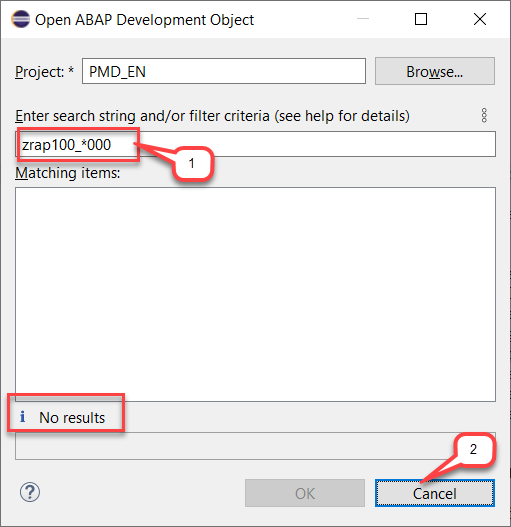 Open ABAP Development Object
Project: * PMD_EN Browse...
Enter search string and/or filter criteria (see help for details)
zrap100_*000
1
Matching items:
i No results
2
? OK Cancel